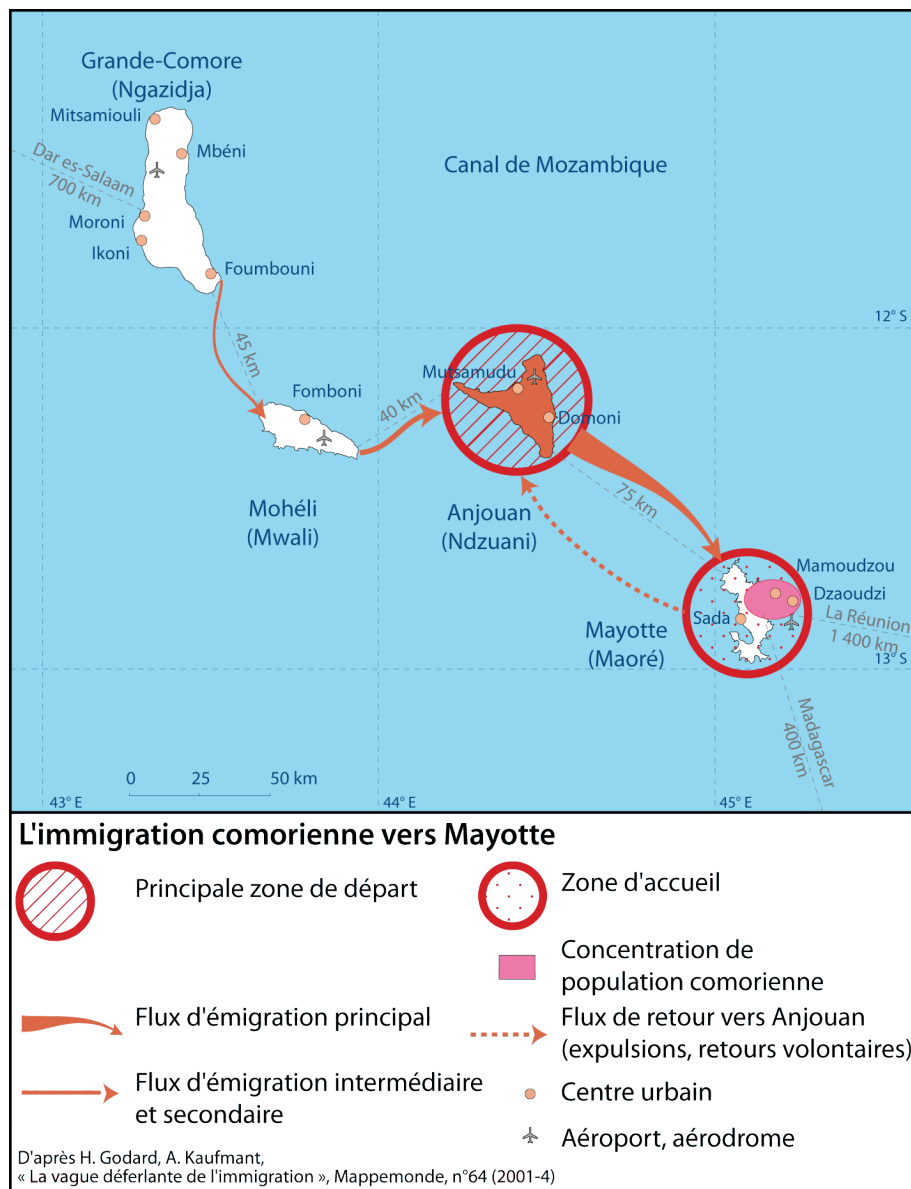 Grande-Comore
(Ngazidja)
Mitsamiouli
Mbéni
Canal de Mozambique
Dar es-Salaam
700 km
Moroni
Ikoni
Foumbouni
12° S
45 km
Mutsamudu
Fomboni
40 km
Domoni
75 km
Mohéli
(Mwali)
Anjouan
(Ndzuani)
Mamoudzou
Dzaoudzi
Sada
La Réunion
1 400 km
Mayotte
(Maoré)
13° S
Madagascar
400 km
0 25 50 km
43° E 44° E 45° E
L'immigration comorienne vers Mayotte
Principale zone de départ
Zone d'accueil
Concentration de
population comorienne
Flux d'émigration principal
Flux de retour vers Anjouan
(expulsions, retours volontaires)
Flux d'émigration intermédiaire
et secondaire
Centre urbain
Aéroport, aérodrome
D'après H. Godard, A. Kaufmant,
« La vague déferlante de l'immigration », Mappemonde, n°64 (2001-4)